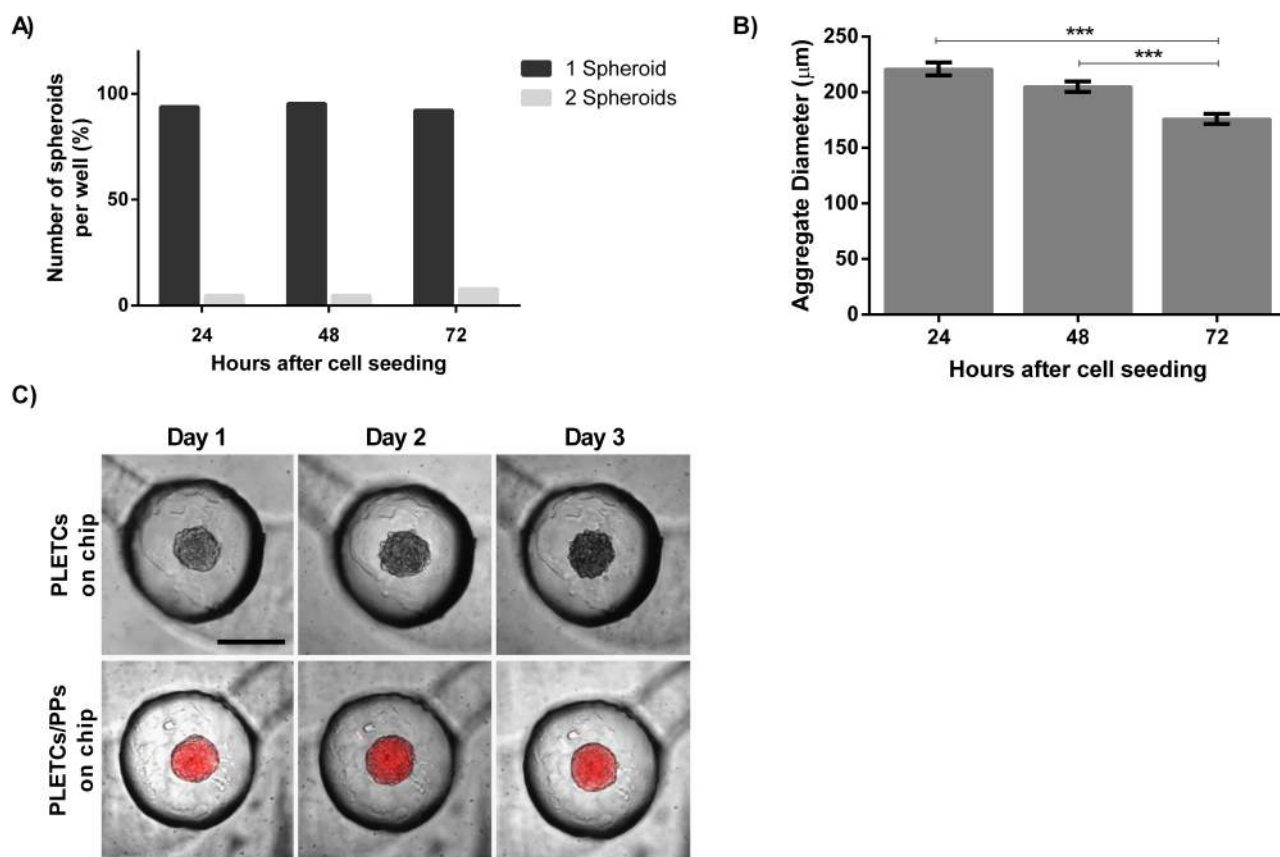 A)
Number of spheroids
per well (%)
100
50
0
24
48
72
Hours after cell seeding
1 Spheroid
2 Spheroids
B)
Aggregate Diameter (μm)
250
200
150
100
50
0
***
***
24
48
72
Hours after cell seeding
C)
Day 1
Day 2
Day 3
PLETCs
on chip
PLETCs/PPs
on chip